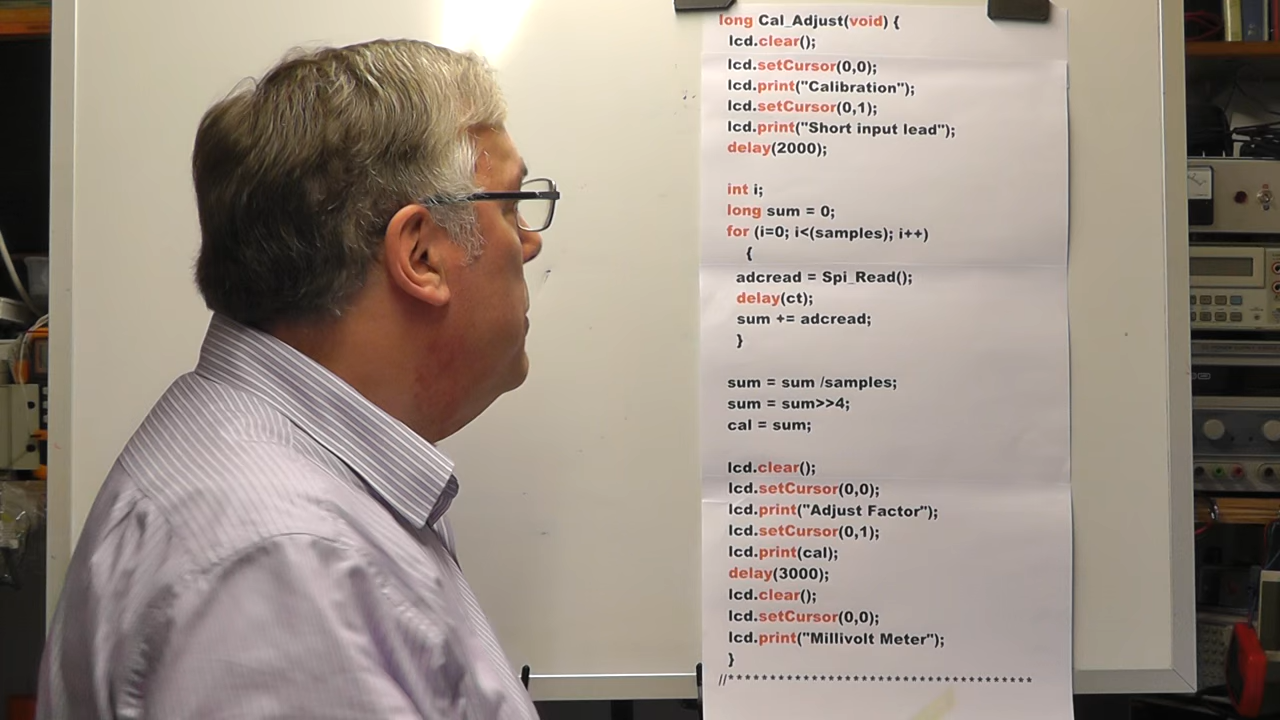 long Cal_Adjust(void) {
lcd.clear();
lcd.setCursor(0,0);
lcd.print("Calibration");
lcd.setCursor(0,1);
lcd.print("Short input lead");
delay(2000);
int i;
long sum = 0;
for (i=0; i<(samples); i++)
{
adcread = Spi_Read();
delay(ct);
sum += adcread;
}
sum = sum /samples;
sum = sum>>4;
cal = sum;
lcd.clear();
lcd.setCursor(0,0);
lcd.print("Adjust Factor");
lcd.setCursor(0,1);
lcd.print(cal);
delay(3000);
lcd.clear();
lcd.setCursor(0,0);
lcd.print("Millivolt Meter");
}
//***********************************